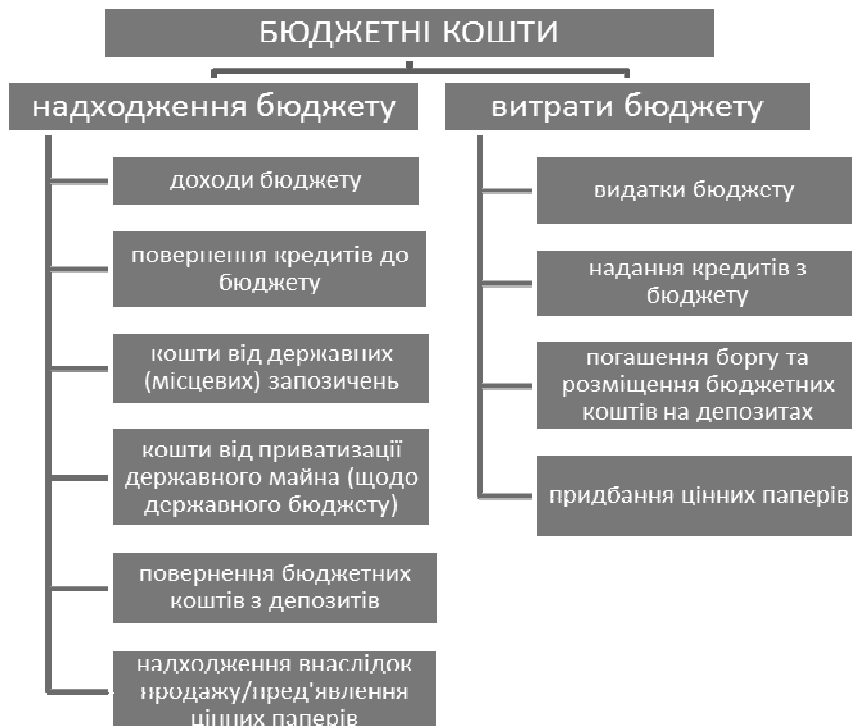 БЮДЖЕТНІ КОШТИ
надходження бюджету
доходи бюджету
повернення кредитів до
бюджету
кошти від державних
(місцевих) запозичень
кошти від приватизації
державного майна (щодо
державного бюджету)
повернення бюджетних
коштів з депозитів
надходження внаслідок
продажу/пред'явлення
цінних паперів
витрати бюджету
видатки бюджету
надання кредитів з
бюджету
погашення боргу та
розміщення бюджетних
коштів на депозитах
придбання цінних паперів